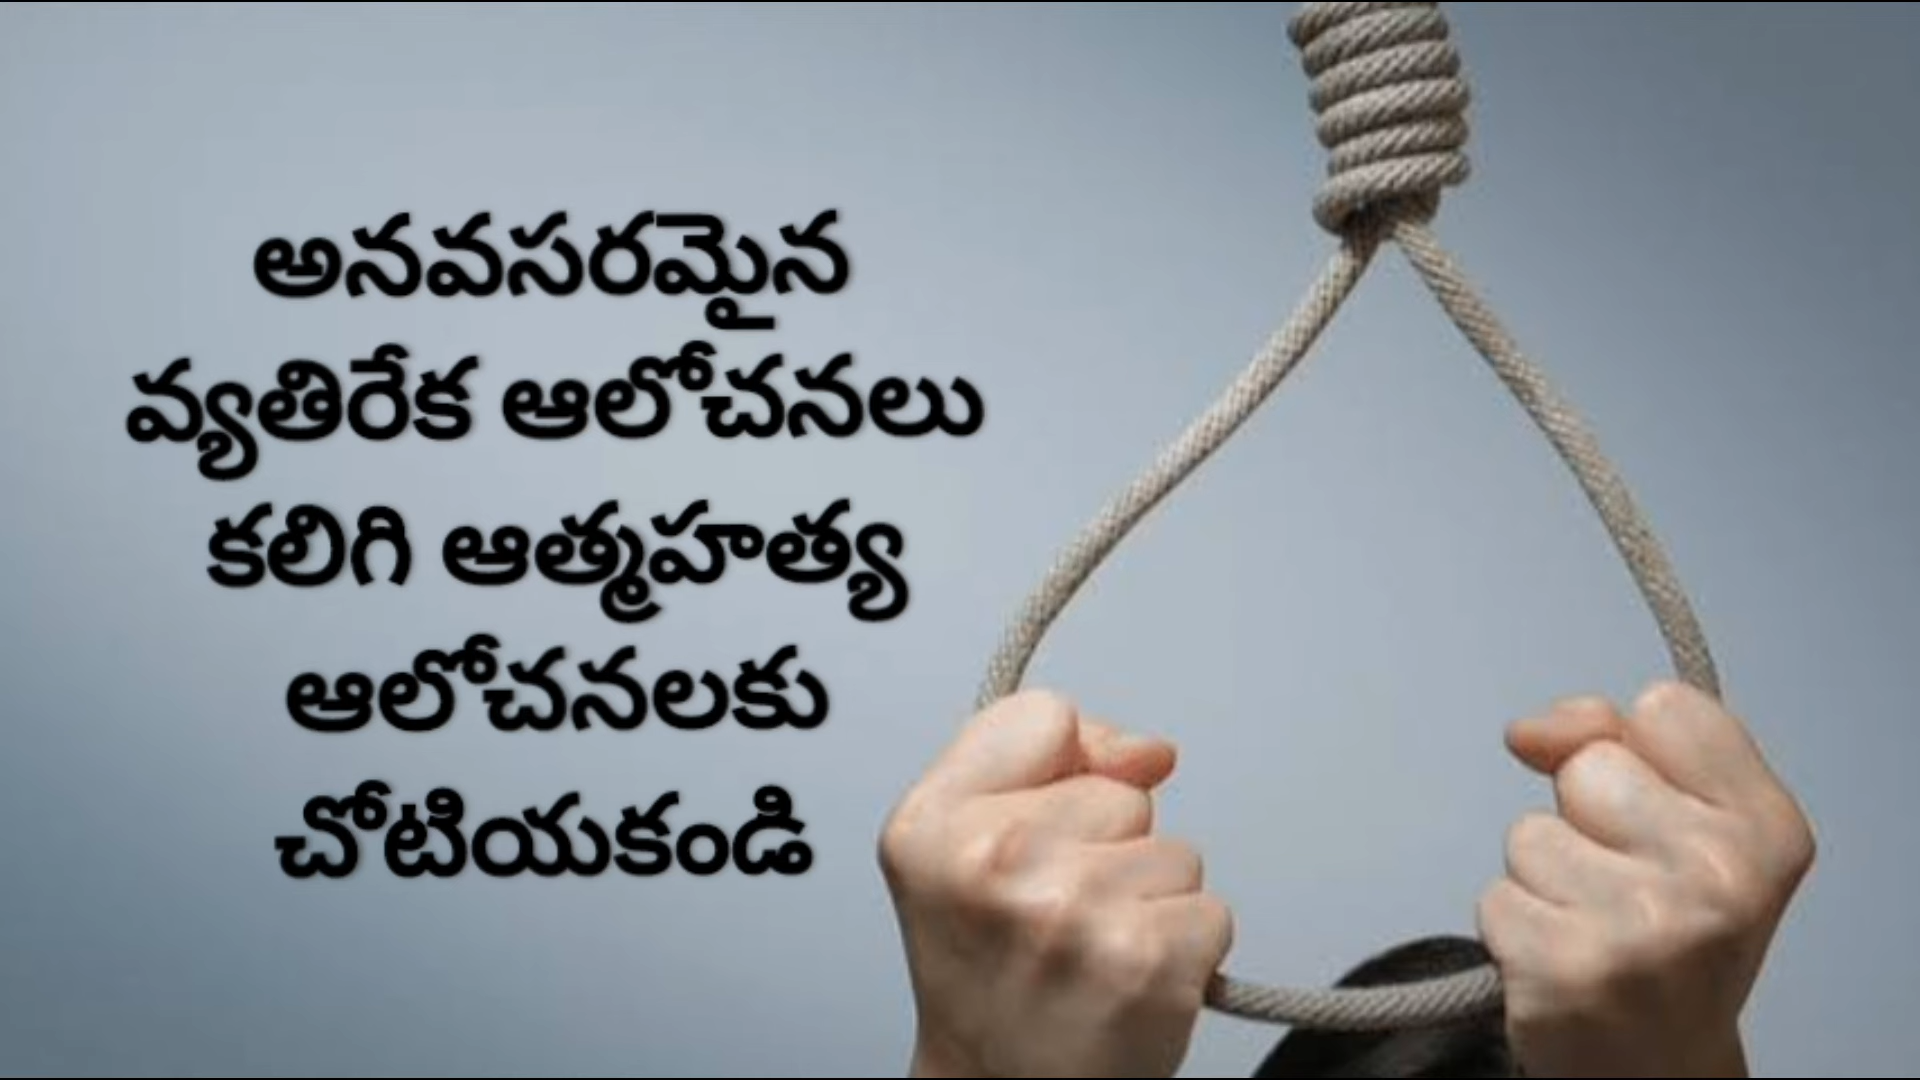 అనవసరమైన
వ్యతిరేక ఆలోచనలు
కలిగి ఆత్మహత్య
ఆలోచనలకు
చోటియకండి